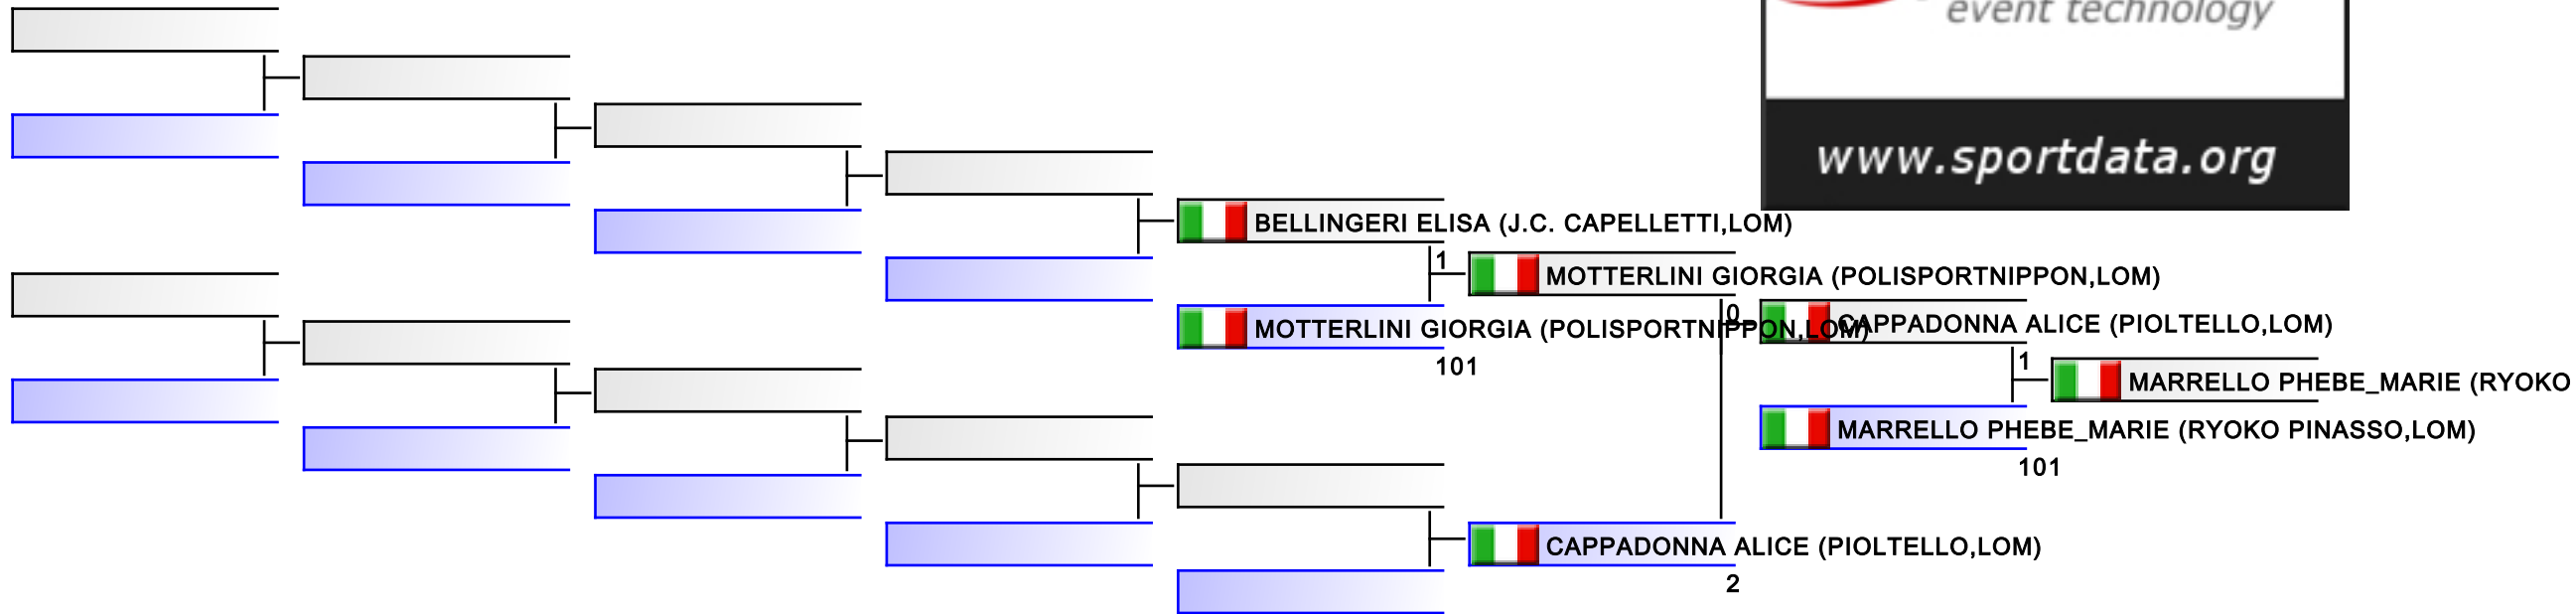 event technology
www.sportdata.org
BELLINGERI ELISA (J.C. CAPELLETTI,LOM)
1
MOTTERLINI GIORGIA (POLISPORTNIPPON,LOM)
0
MOTTERLINI GIORGIA (POLISPORTNIPPON,LOM)
101
CAPPADONNA ALICE (PIOLTELLO,LOM)
1
MARRELLO PHEBE_MARIE (RYOKO
MARRELLO PHEBE_MARIE (RYOKO PINASSO,LOM)
101
CAPPADONNA ALICE (PIOLTELLO,LOM)
2